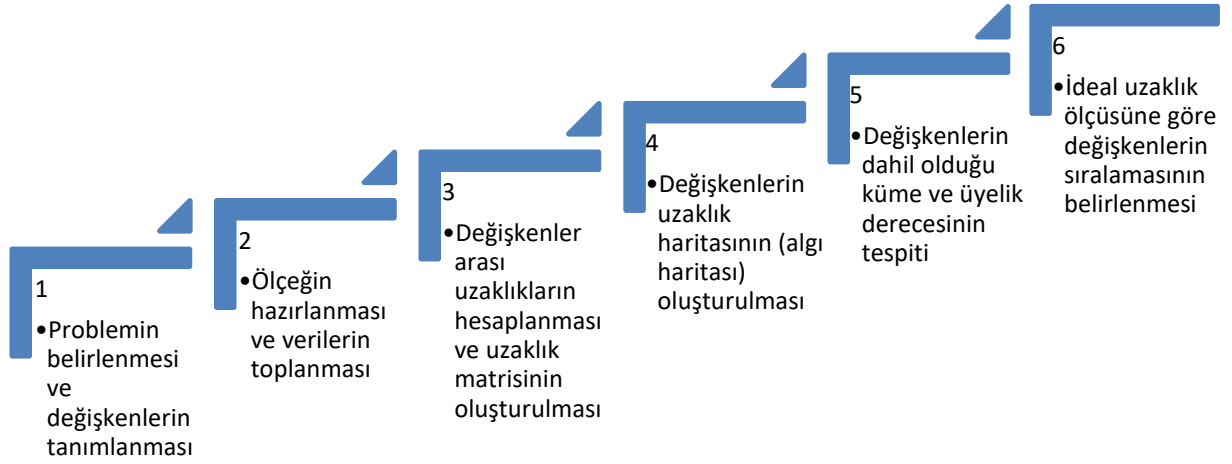 1
•Problemin
belirlenmesi
ve
değişkenlerin
tanımlanması
2
•Ölçeğin
hazırlanması
ve verilerin
toplanması
3
•Değişkenler
arası
uzaklıkların
hesaplanması
ve uzaklık
matrisinin
oluşturulması
4
•Değişkenlerin
uzaklık
haritasının (algı
haritası)
oluşturulması
5
•Değişkenlerin
dahil olduğu
küme ve üyelik
derecesinin
tespiti
6
•İdeal uzaklık
ölçüsüne göre
değişkenlerin
sıralamasının
belirlenmesi